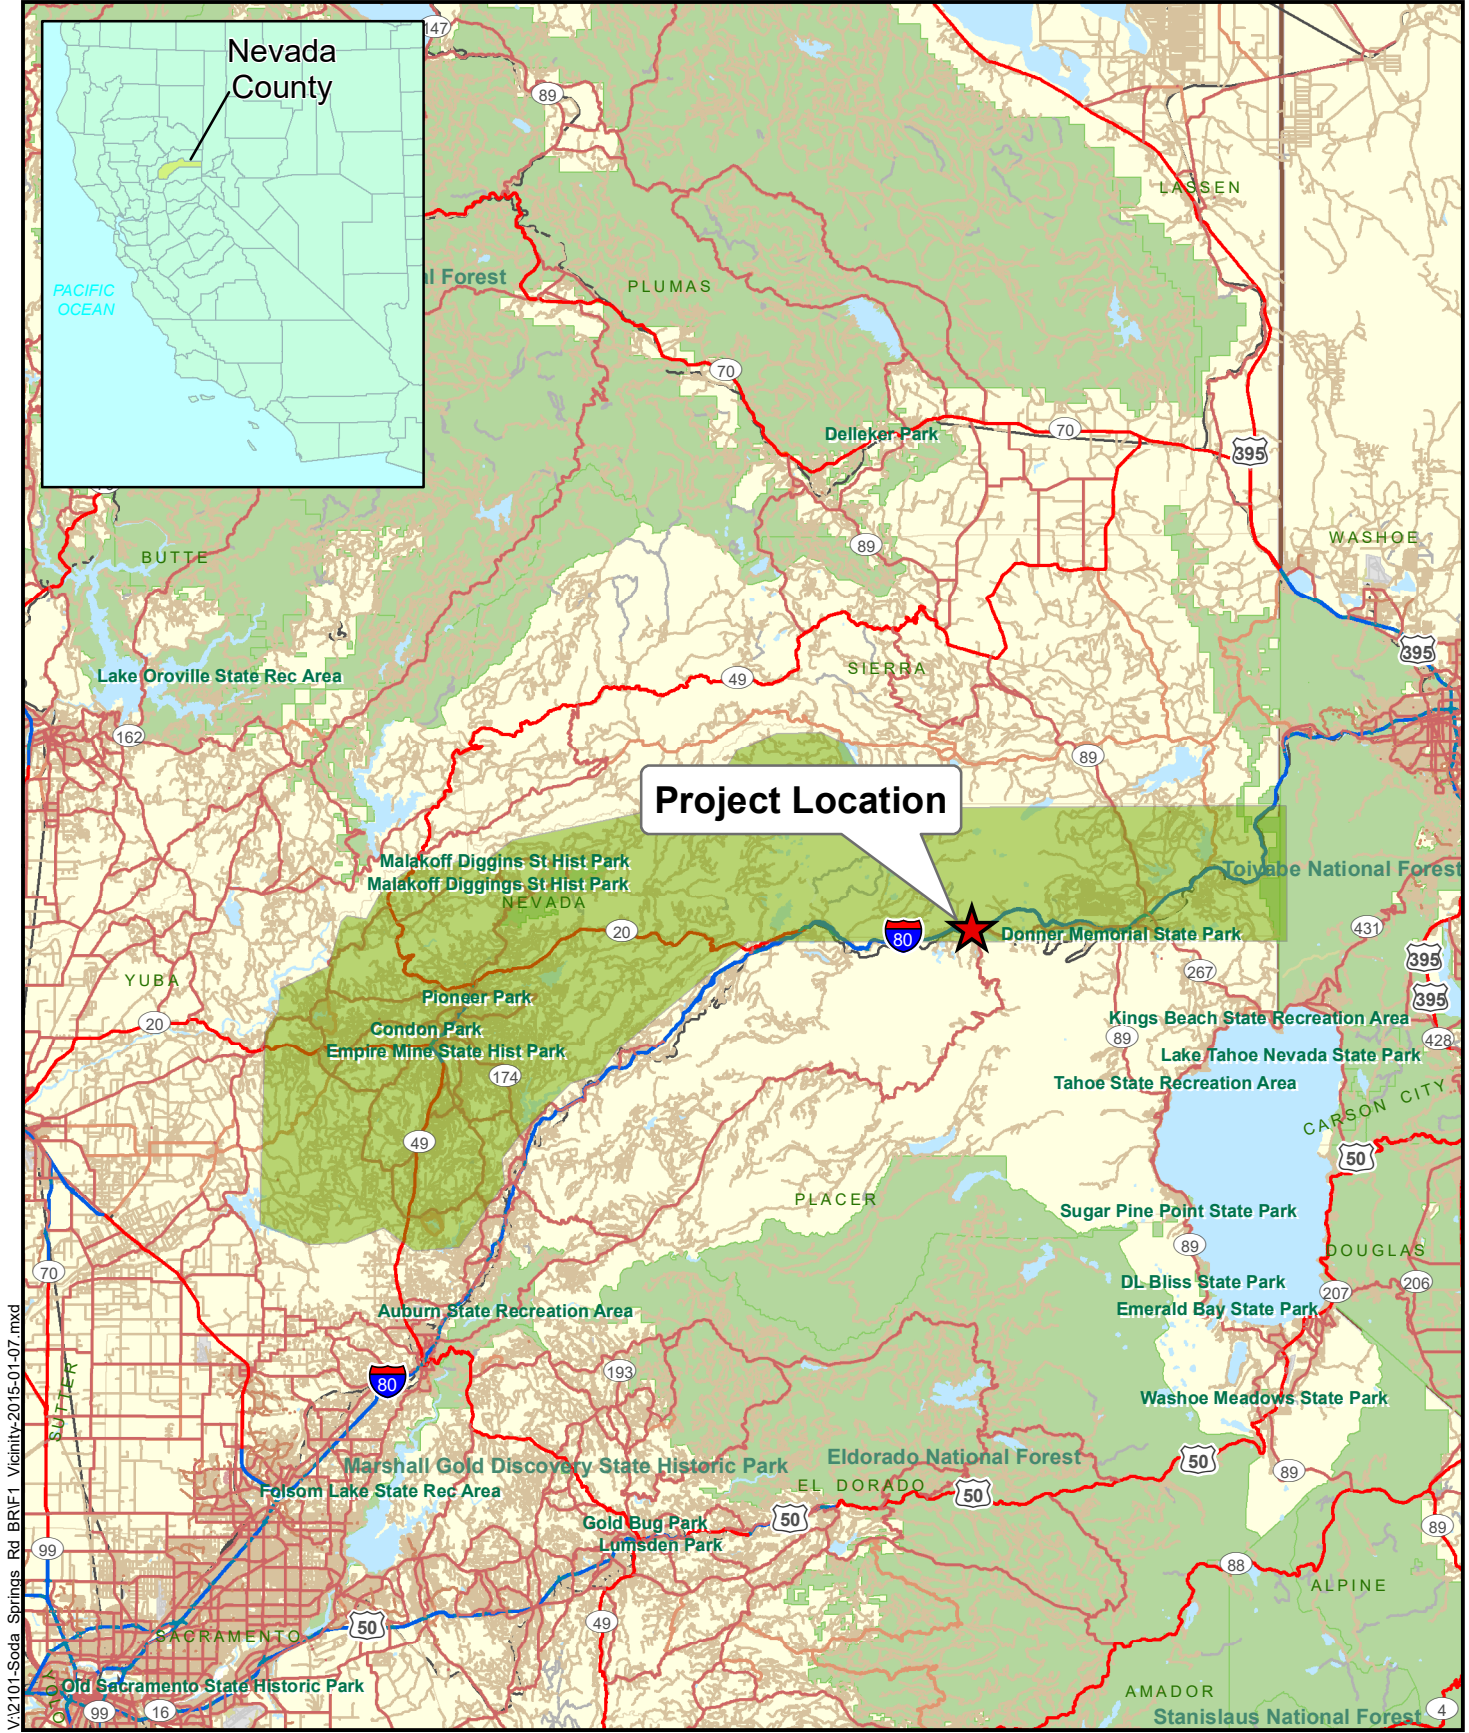 Nevada
County
PACIFIC
OCEAN
147
89
LASSEN
l Forest
PLUMAS
70
Delleker Park
70
395
BUTTE
89
WASHOE
395
Lake Oroville State Rec Area
SIERRA
49
162
89
Project Location
Malakoff Diggins St Hist Park
Malakoff Diggings St Hist Park
NEVADA
Toiyabe National Forest
20
80
Donner Memorial State Park
431
395
YUBA
267
Pioneer Park
395
20
Condon Park
Kings Beach State Recreation Area
89
428
Empire Mine State Hist Park
Lake Tahoe Nevada State Park
174
Tahoe State Recreation Area
CARSON CITY
49
50
PLACER
Sugar Pine Point State Park
89
DOUGLAS
70
DL Bliss State Park
206
207
Auburn State Recreation Area
Emerald Bay State Park
193
80
SUTTER
Washoe Meadows State Park
Marshall Gold Discovery State Historic Park
Eldorado National Forest
50
89
Folsom Lake State Rec Area
EL DORADO
50
50
Gold Bug Park
Lumsden Park
89
99
88
ALPINE
49
50
SACRAMENTO
Old Sacramento State Historic Park
YOLO
99
16
AMADOR
Stanislaus National Forest
4
V:\2101-Soda Springs Rd BR\F1 Vicinity-2015-01-07.mxd